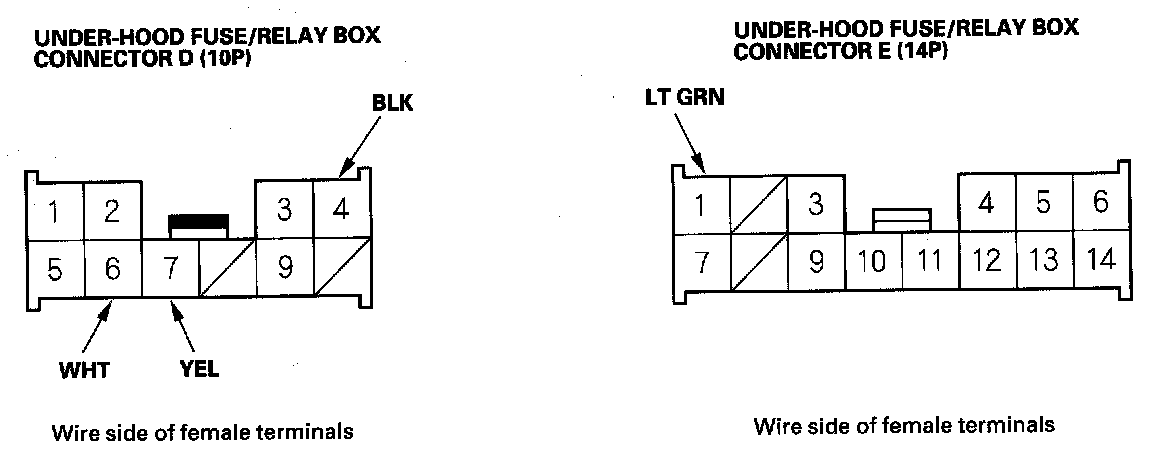 UNDER-HOOD FUSE/RELAY BOX
CONNECTOR D (10P)
BLK
1 2 3 4
5 6 7 9
WHT YEL
Wire side of female terminals
UNDER-HOOD FUSE/RELAY BOX
CONNECTOR E (14P)
LT GRN
1 3 4 5 6
7 9 10 11 12 13 14
Wire side of female terminals